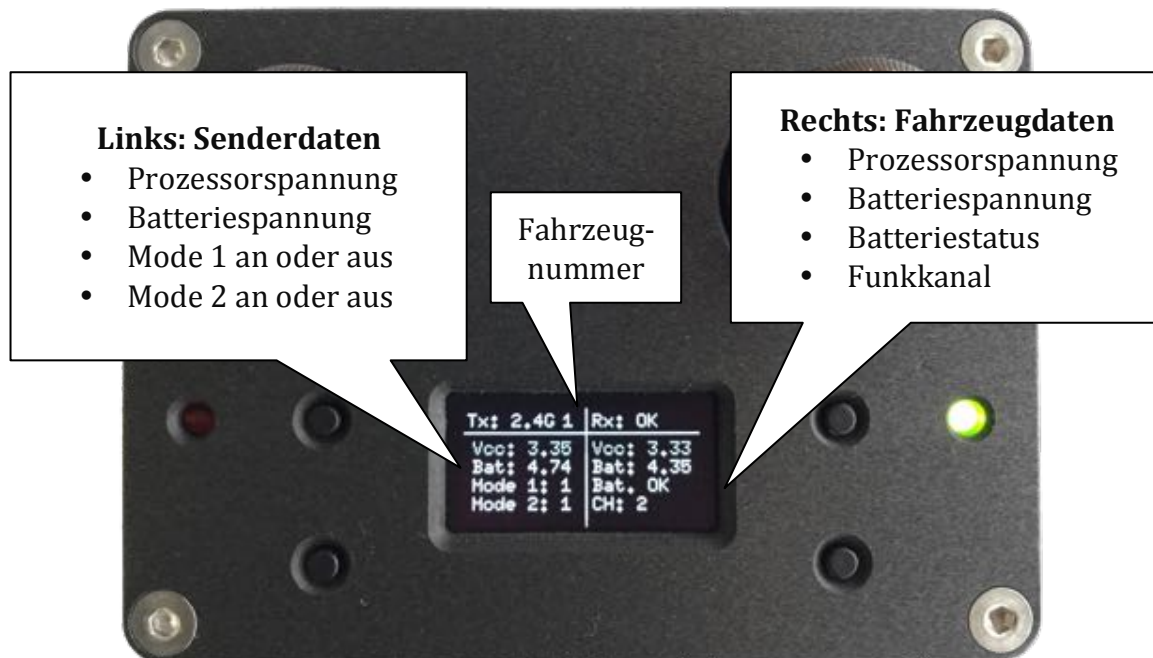 Links: Senderdaten
• Prozessorspannung
• Batteriespannung
• Mode 1 an oder aus
• Mode 2 an oder aus
Fahrzeug-
nummer
Rechts: Fahrzeugdaten
• Prozessorspannung
• Batteriespannung
• Batteriestatus
• Funkkanal
Tx: 2.4G 1 Rx: OK
Vcc: 3.35 Vcc: 3.33
Bat: 4.74 Bat: 4.35
Mode 1: 1 Bat. OK
Mode 2: 1 CH: 2